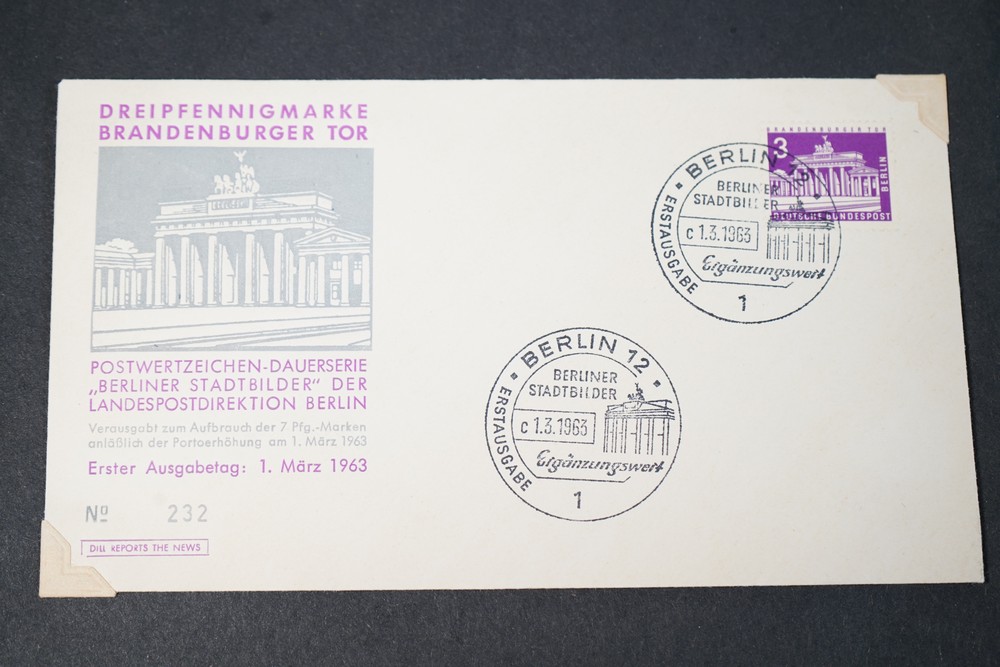 DREIPFENNIGMARKE
BRANDENBURGER TOR
POSTWERTZEICHEN-DAUERSERIE
„BERLINER STADTBILDER“ DER
LANDESPOSTDIREKTION BERLIN
Verausgabt zum Aufbrauch der 7 Pfg.-Marken
anläßlich der Portoerhöhung am 1. März 1963
Erster Ausgabetag: 1. März 1963
Nº 232
DILL REPORTS THE NEWS
BRANDENBURGER TOR
3
BERLIN
DEUTSCHE BUNDESPOST
BERLIN 12
BERLINER
STADTBILDER
ERSTAUSGABE
c 1.3.1963
Ergänzungswert
1
BERLIN 12
BERLINER
STADTBILDER
ERSTAUSGABE
c 1.3.1963
Ergänzungswert
1